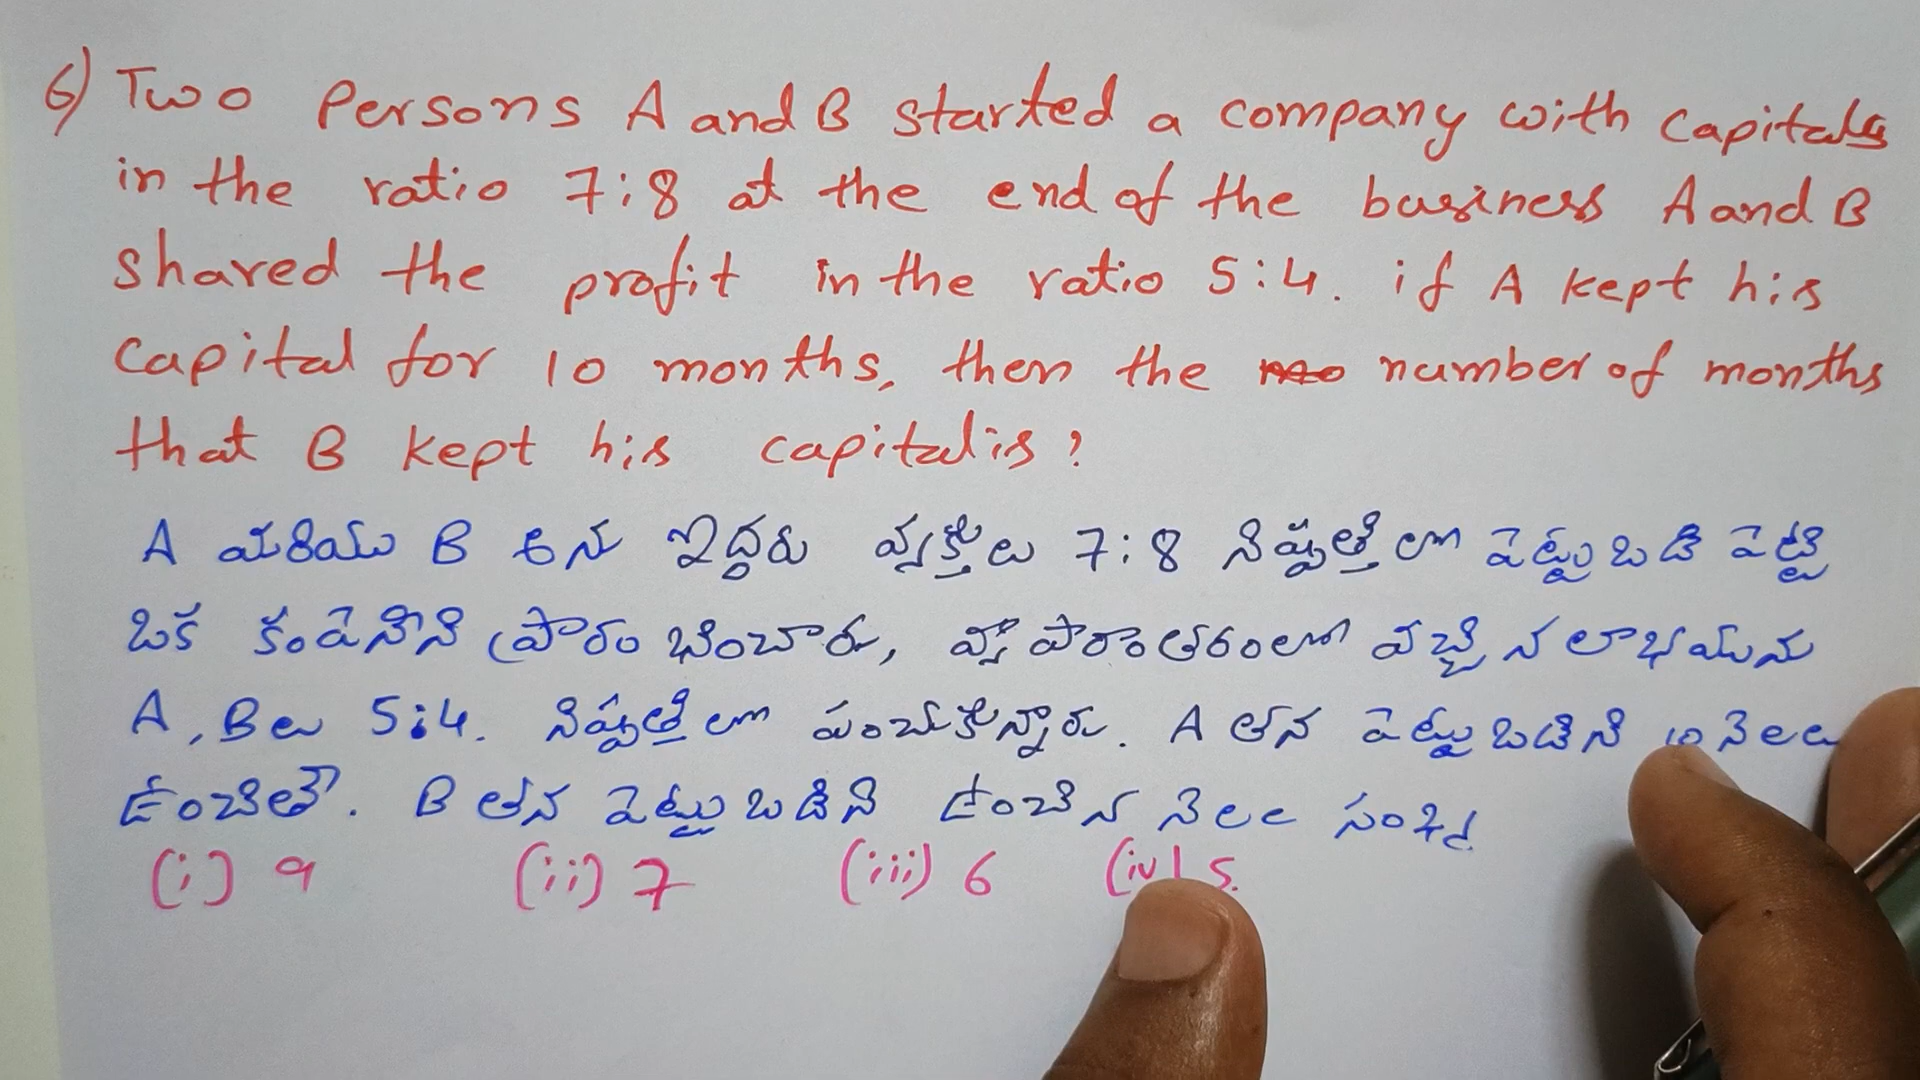 6) Two Persons A and B started a company with capitals
in the ratio 7:8 at the end of the business A and B
shared the profit in the ratio 5:4. if A kept his
Capital for 10 months, then the number of months
that B kept his capital is?
A మరియు B అను ఇద్దరు వ్యక్తులు 7:8 నిష్పత్తిలో పెట్టుబడి పెట్టి
ఒక కంపెనీని ప్రారంభించారు, వ్యాపారాంతరంలో వచ్చిన లాభమును
A, B లు 5:4. నిష్పత్తిలో పంచుకొన్నారు. A తన పెట్టుబడిని 10 నెలలు
ఉంచితే. B తన పెట్టుబడిని ఉంచిన నెలల సంఖ్య
(i) 9 (ii) 7 (iii) 6 (iv) 5.